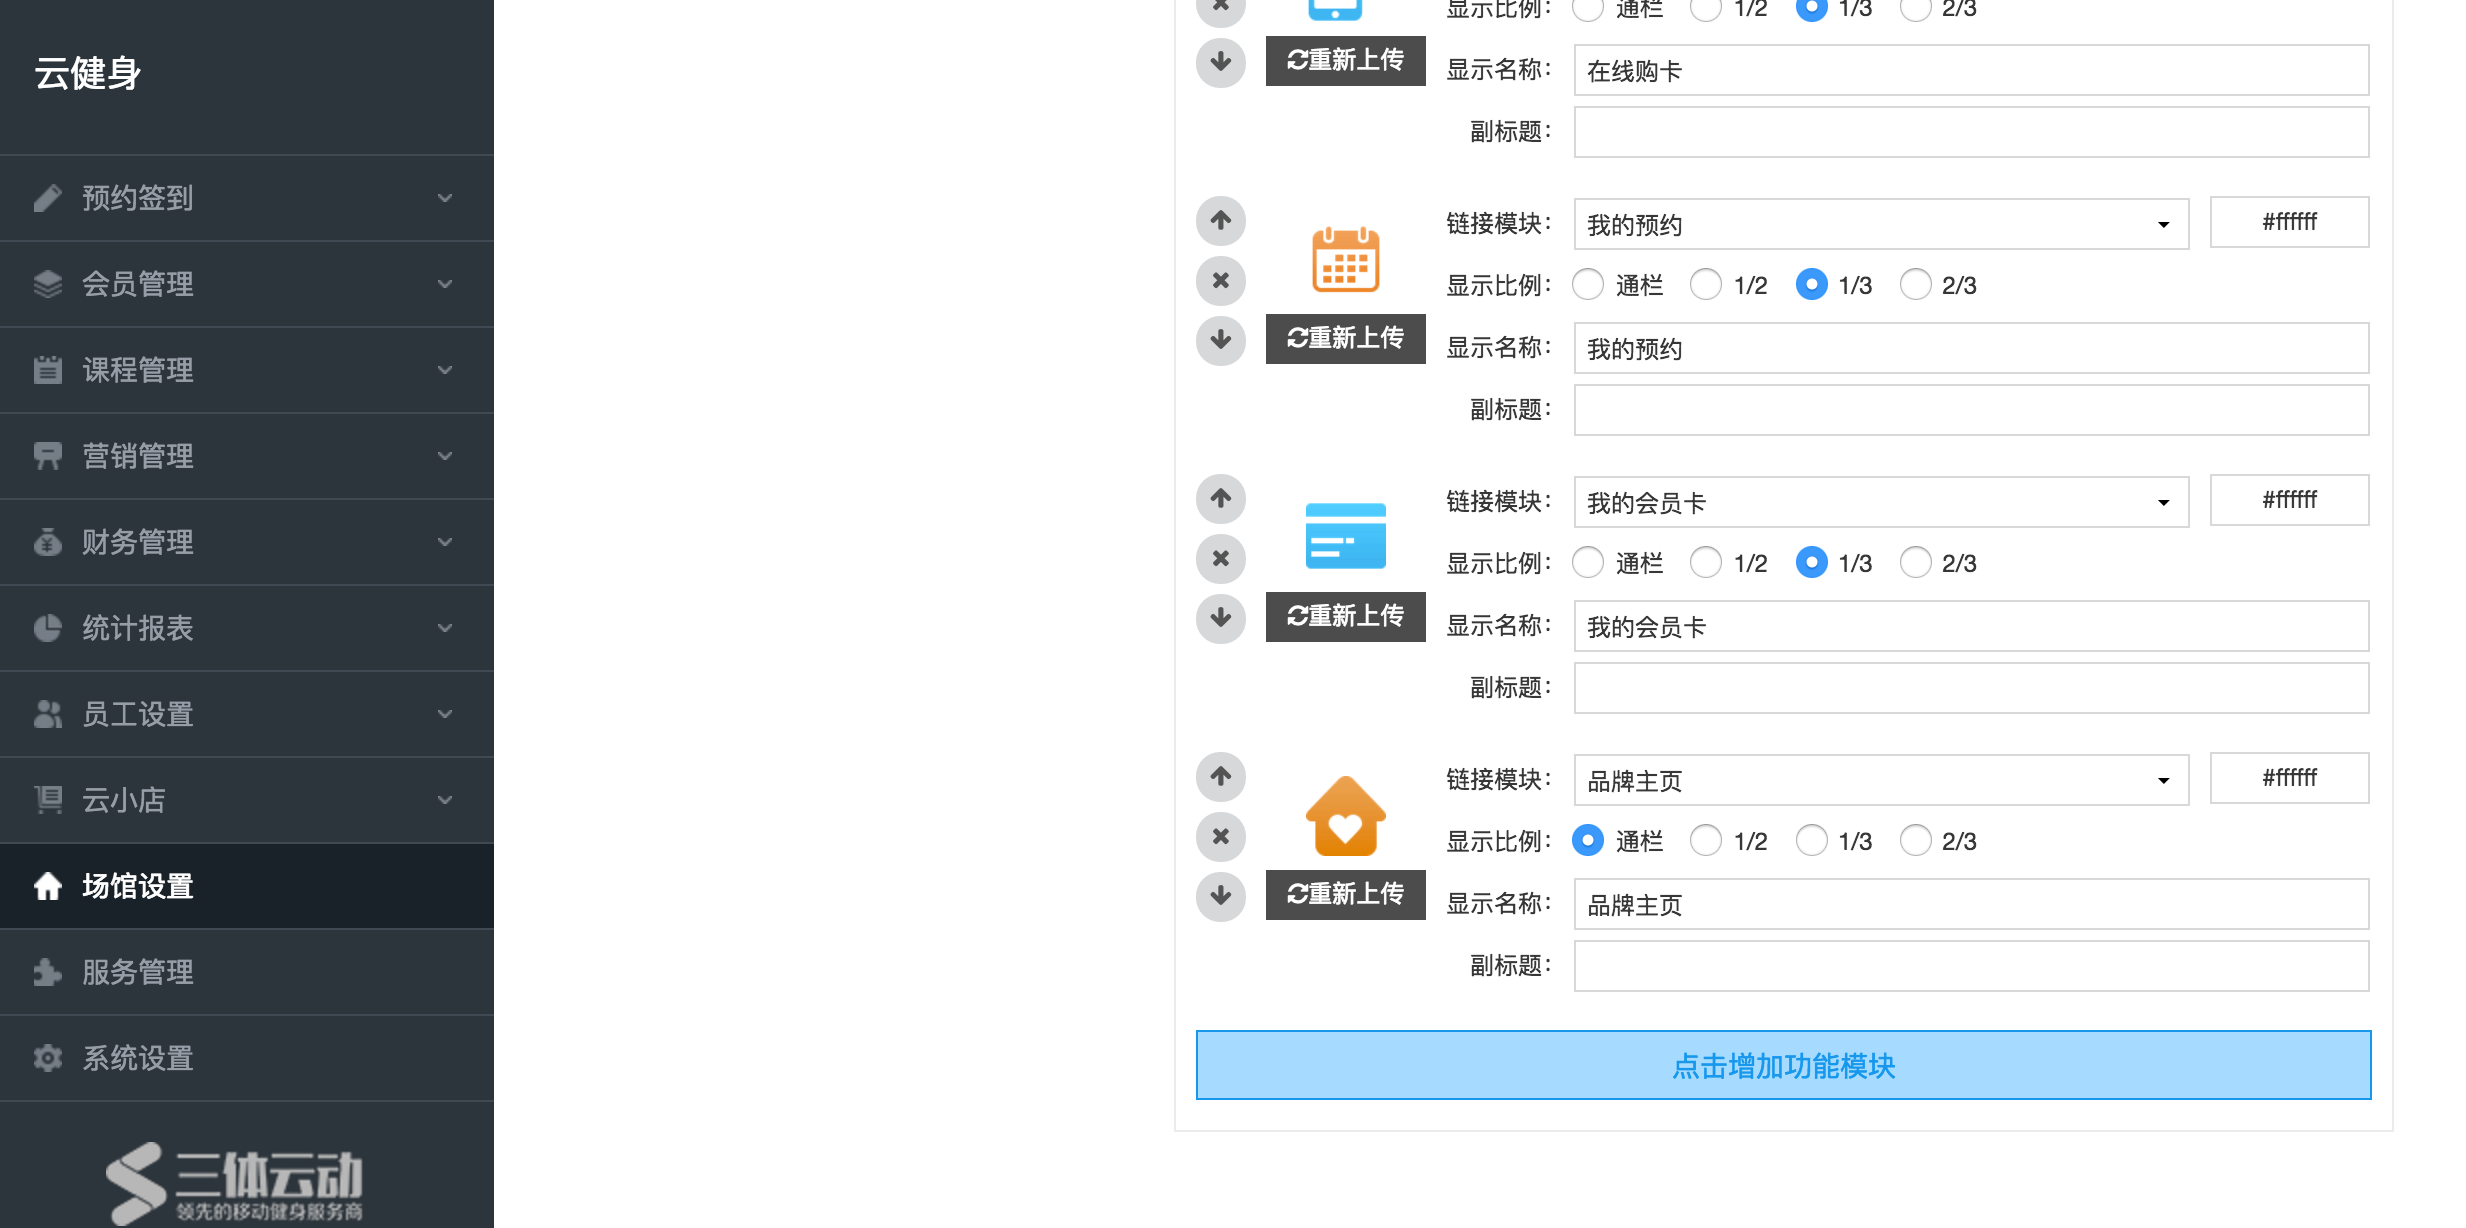 云健身
预约签到
会员管理
课程管理
营销管理
财务管理
统计报表
员工设置
云小店
场馆设置
服务管理
系统设置
三体云动
领先的移动健身服务商
显示比例： 通栏 1/2 1/3 2/3
重新上传 显示名称： 在线购卡
副标题：
链接模块： 我的预约 #ffffff
显示比例： 通栏 1/2 1/3 2/3
重新上传 显示名称： 我的预约
副标题：
链接模块： 我的会员卡 #ffffff
显示比例： 通栏 1/2 1/3 2/3
重新上传 显示名称： 我的会员卡
副标题：
链接模块： 品牌主页 #ffffff
显示比例： 通栏 1/2 1/3 2/3
重新上传 显示名称： 品牌主页
副标题：
点击增加功能模块